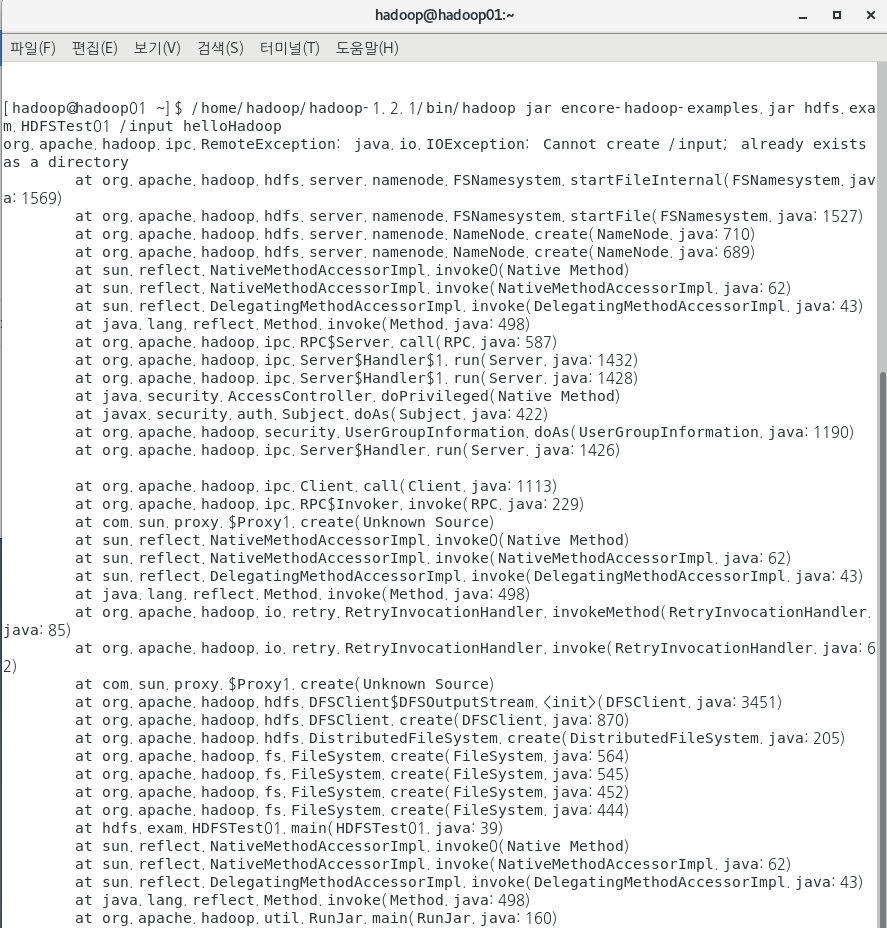 hadoop@hadoop01:~
파일(F) 편집(E) 보기(V) 검색(S) 터미널(T) 도움말(H)
[hadoop@hadoop01 ~]$ /home/hadoop/hadoop-1.2.1/bin/hadoop jar encore-hadoop-examples.jar hdfs.exa
m.HDFSTest01 /input helloHadoop
org.apache.hadoop.ipc.RemoteException: java.io.IOException: Cannot create /input; already exists
as a directory
at org.apache.hadoop.hdfs.server.namenode.FSNamesystem.startFileInternal(FSNamesystem.jav
a:1569)
at org.apache.hadoop.hdfs.server.namenode.FSNamesystem.startFile(FSNamesystem.java:1527)
at org.apache.hadoop.hdfs.server.namenode.NameNode.create(NameNode.java:710)
at org.apache.hadoop.hdfs.server.namenode.NameNode.create(NameNode.java:689)
at sun.reflect.NativeMethodAccessorImpl.invoke0(Native Method)
at sun.reflect.NativeMethodAccessorImpl.invoke(NativeMethodAccessorImpl.java:62)
at sun.reflect.DelegatingMethodAccessorImpl.invoke(DelegatingMethodAccessorImpl.java:43)
at java.lang.reflect.Method.invoke(Method.java:498)
at org.apache.hadoop.ipc.RPC$Server.call(RPC.java:587)
at org.apache.hadoop.ipc.Server$Handler$1.run(Server.java:1432)
at org.apache.hadoop.ipc.Server$Handler$1.run(Server.java:1428)
at java.security.AccessController.doPrivileged(Native Method)
at javax.security.auth.Subject.doAs(Subject.java:422)
at org.apache.hadoop.security.UserGroupInformation.doAs(UserGroupInformation.java:1190)
at org.apache.hadoop.ipc.Server$Handler.run(Server.java:1426)
at org.apache.hadoop.ipc.Client.call(Client.java:1113)
at org.apache.hadoop.ipc.RPC$Invoker.invoke(RPC.java:229)
at com.sun.proxy.$Proxy1.create(Unknown Source)
at sun.reflect.NativeMethodAccessorImpl.invoke0(Native Method)
at sun.reflect.NativeMethodAccessorImpl.invoke(NativeMethodAccessorImpl.java:62)
at sun.reflect.DelegatingMethodAccessorImpl.invoke(DelegatingMethodAccessorImpl.java:43)
at java.lang.reflect.Method.invoke(Method.java:498)
at org.apache.hadoop.io.retry.RetryInvocationHandler.invokeMethod(RetryInvocationHandler.
java:85)
at org.apache.hadoop.io.retry.RetryInvocationHandler.invoke(RetryInvocationHandler.java:6
2)
at com.sun.proxy.$Proxy1.create(Unknown Source)
at org.apache.hadoop.hdfs.DFSClient$DFSOutputStream.<init>(DFSClient.java:3451)
at org.apache.hadoop.hdfs.DFSClient.create(DFSClient.java:870)
at org.apache.hadoop.hdfs.DistributedFileSystem.create(DistributedFileSystem.java:205)
at org.apache.hadoop.fs.FileSystem.create(FileSystem.java:564)
at org.apache.hadoop.fs.FileSystem.create(FileSystem.java:545)
at org.apache.hadoop.fs.FileSystem.create(FileSystem.java:452)
at org.apache.hadoop.fs.FileSystem.create(FileSystem.java:444)
at hdfs.exam.HDFSTest01.main(HDFSTest01.java:39)
at sun.reflect.NativeMethodAccessorImpl.invoke0(Native Method)
at sun.reflect.NativeMethodAccessorImpl.invoke(NativeMethodAccessorImpl.java:62)
at sun.reflect.DelegatingMethodAccessorImpl.invoke(DelegatingMethodAccessorImpl.java:43)
at java.lang.reflect.Method.invoke(Method.java:498)
at org.apache.hadoop.util.RunJar.main(RunJar.java:160)